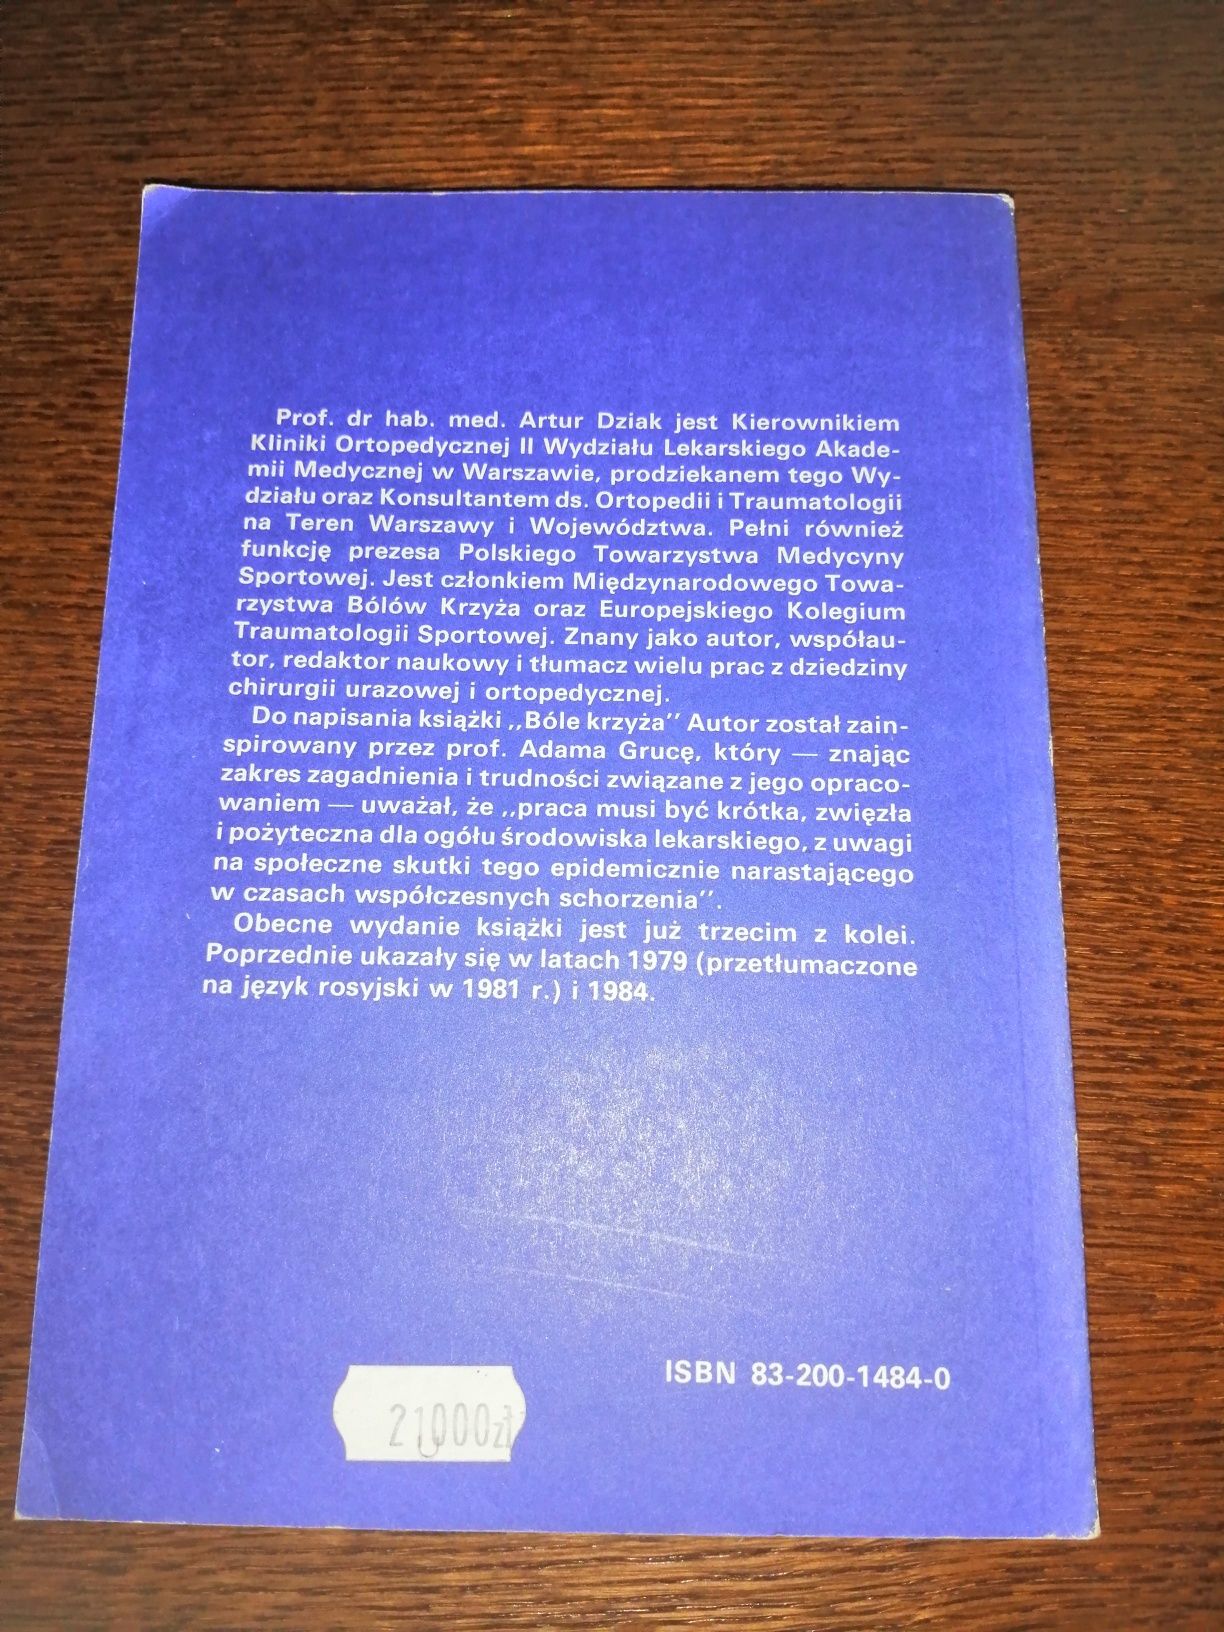 Prof. dr hab. med. Artur Dziak jest Kierownikiem
Kliniki Ortopedycznej II Wydziału Lekarskiego Akade-
mii Medycznej w Warszawie, prodziekanem tego Wy-
działu oraz Konsultantem ds. Ortopedii i Traumatologii
na Teren Warszawy i Województwa. Pełni również
funkcję prezesa Polskiego Towarzystwa Medycyny
Sportowej. Jest członkiem Międzynarodowego Towa-
rzystwa Bólów Krzyża oraz Europejskiego Kolegium
Traumatologii Sportowej. Znany jako autor, współau-
tor, redaktor naukowy i tłumacz wielu prac z dziedziny
chirurgii urazowej i ortopedycznej.
Do napisania książki ,,Bóle krzyża'' Autor został zain-
spirowany przez prof. Adama Grucę, który — znając
zakres zagadnienia i trudności związane z jego opraco-
waniem — uważał, że ,,praca musi być krótka, zwięzła
i pożyteczna dla ogółu środowiska lekarskiego, z uwagi
na społeczne skutki tego epidemicznie narastającego
w czasach współczesnych schorzenia''.
Obecne wydanie książki jest już trzecim z kolei.
Poprzednie ukazały się w latach 1979 (przetłumaczone
na język rosyjski w 1981 r.) i 1984.
ISBN 83-200-1484-0
21000zł